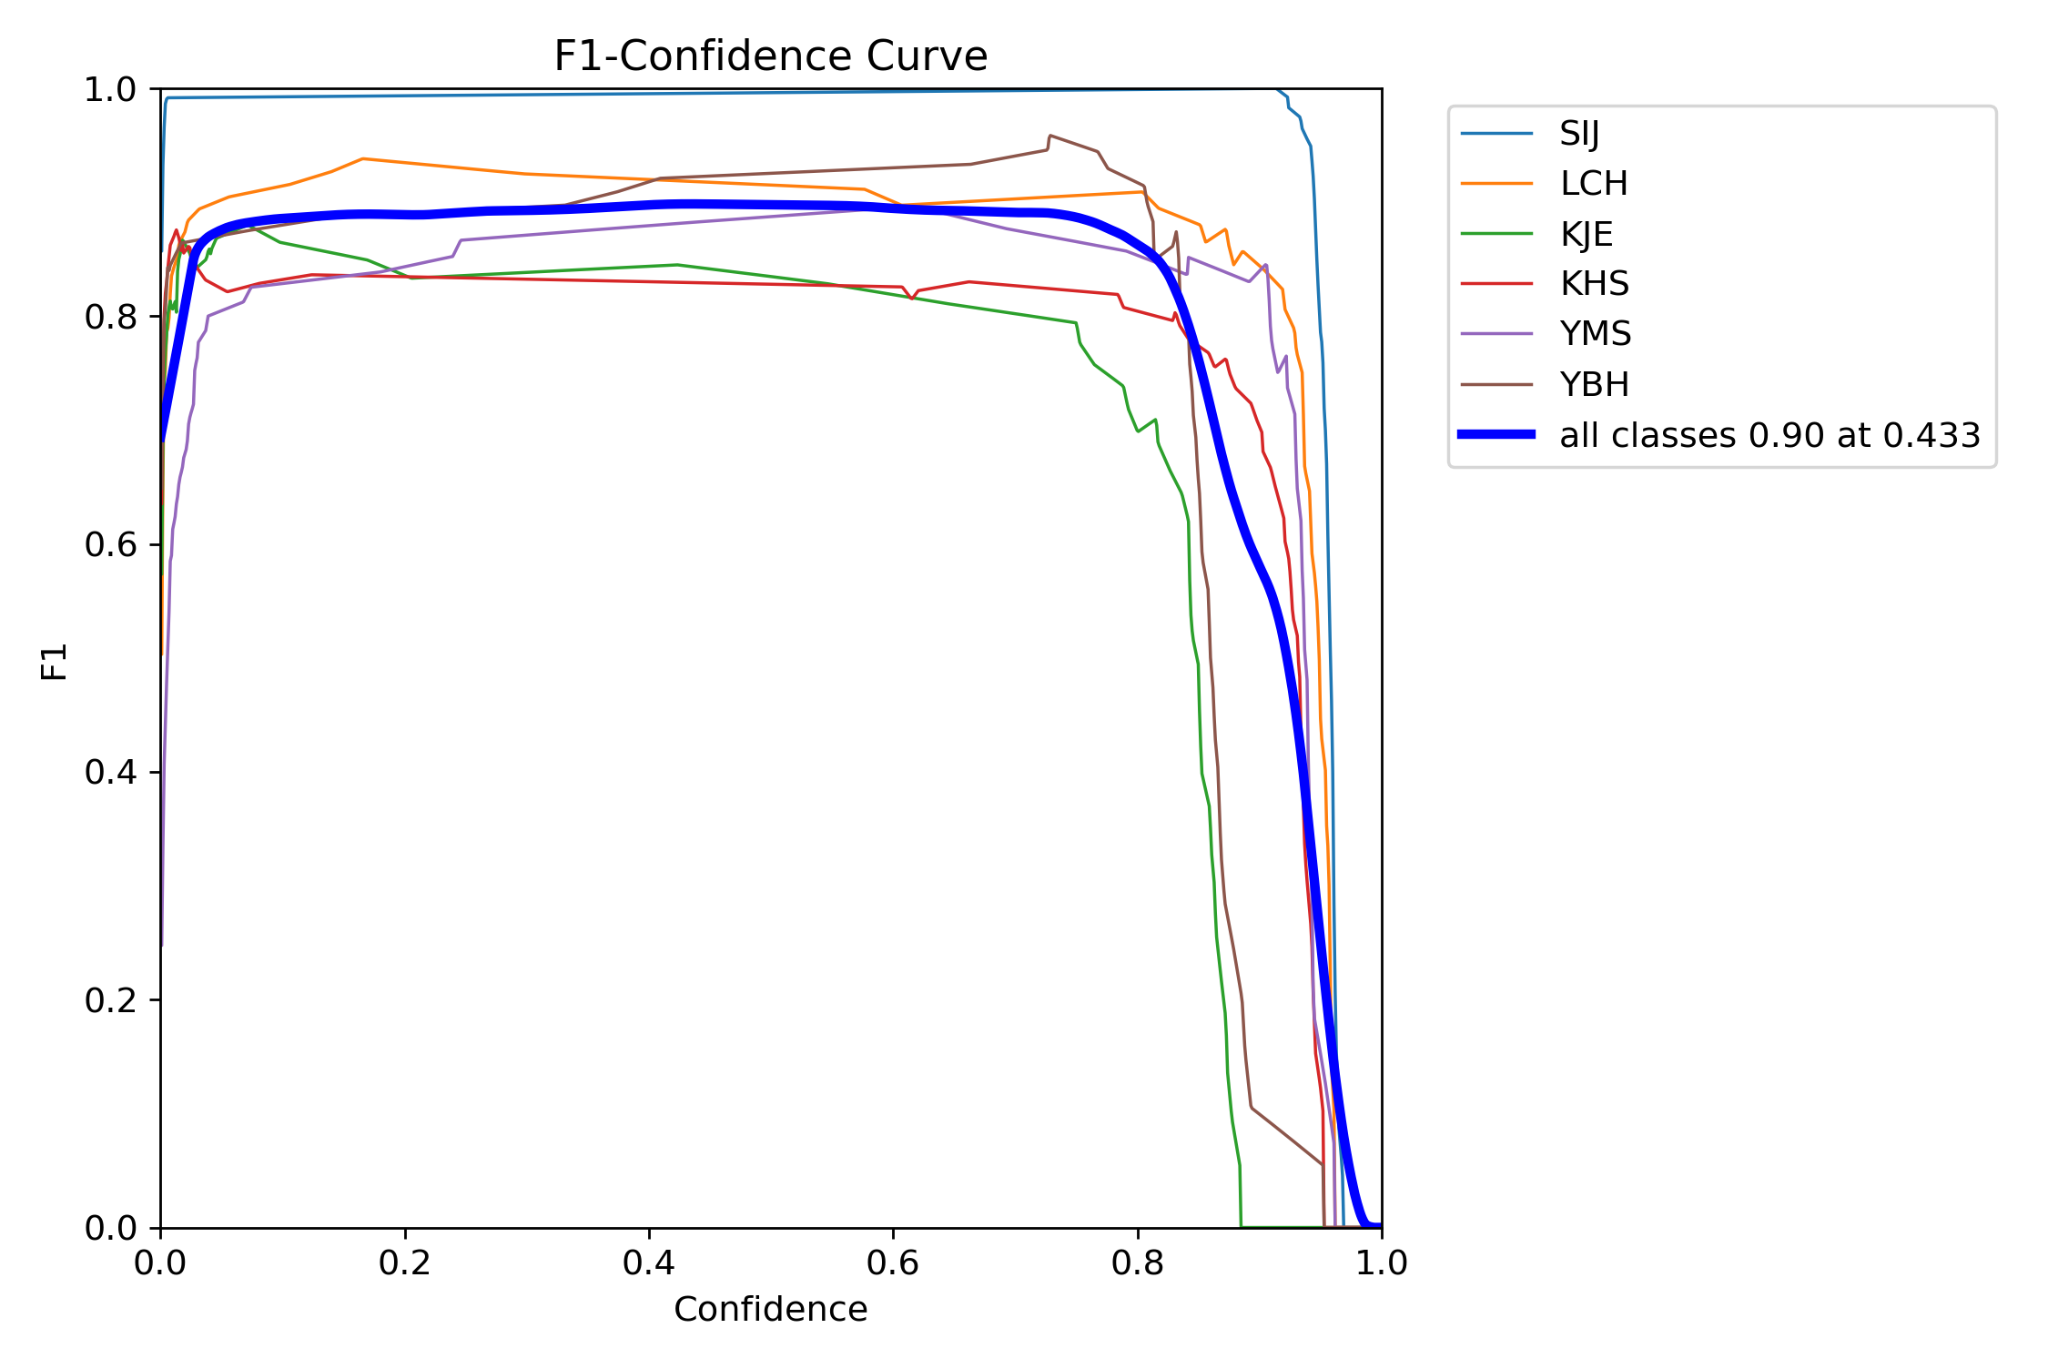 F1-Confidence Curve
1.0
0.8
0.6
0.4
0.2
0.0
F1
0.0 0.2 0.4 0.6 0.8 1.0
Confidence
SIJ
LCH
KJE
KHS
YMS
YBH
all classes 0.90 at 0.433